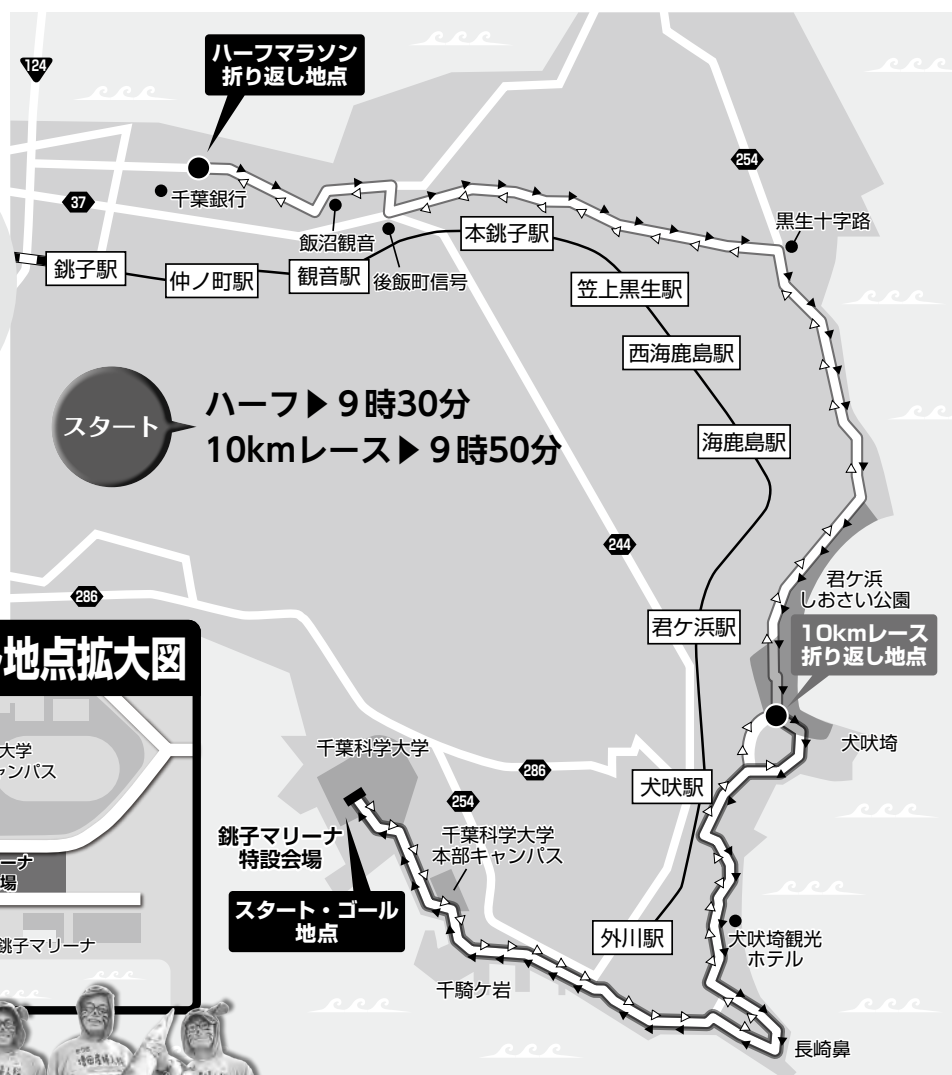 ハーフマラソン
折り返し地点
124
254
千葉銀行
37
飯沼観音
黒生十字路
本銚子駅
銚子駅
仲ノ町駅
観音駅
後飯町信号
笠上黒生駅
西海鹿島駅
スタート
ハーフ▶9時30分
10kmレース▶9時50分
海鹿島駅
244
286
君ケ浜
しおさい公園
君ケ浜駅
10kmレース
折り返し地点
地点拡大図
犬吠埼
大学
ャンパス
千葉科学大学
286
犬吠駅
254
銚子マリーナ
特設会場
千葉科学大学
本部キャンパス
ーナ
場
スタート・ゴール
地点
外川駅
犬吠埼観光
ホテル
銚子マリーナ
千騎ケ岩
長崎鼻